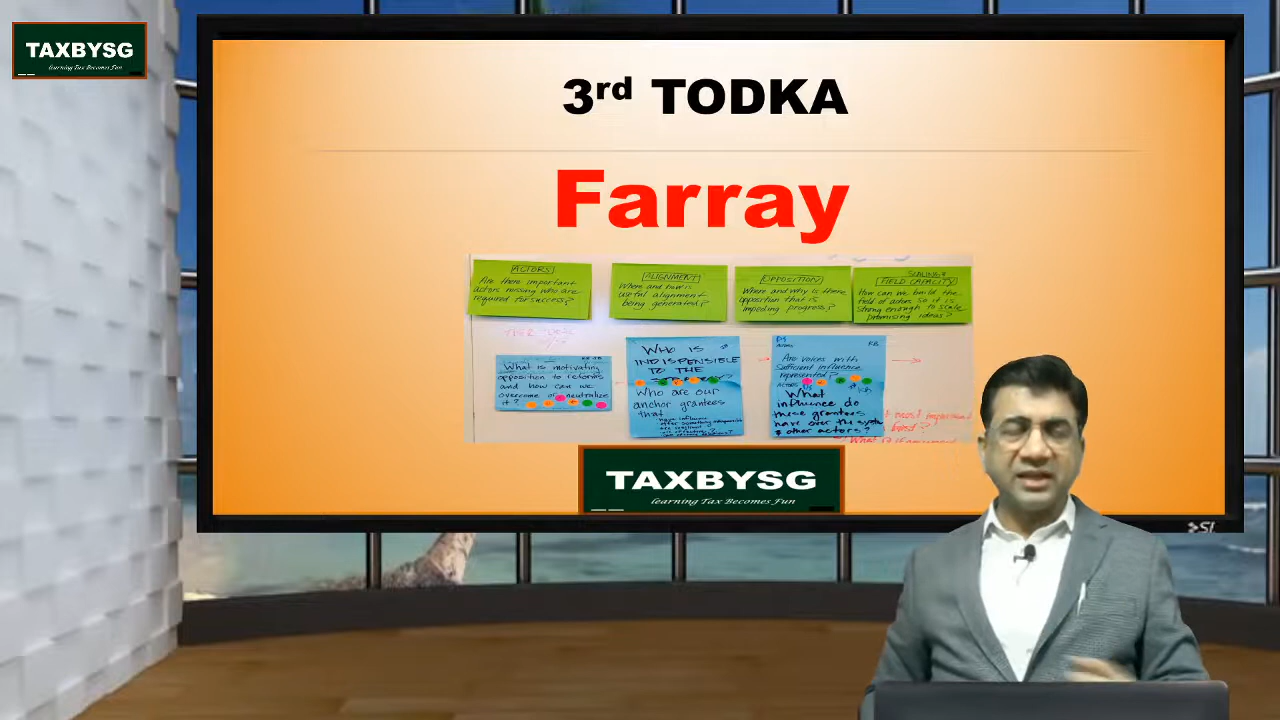 TAXBYSG
learning Tax Becomes Fun
3rd TODKA
Farray
ACTORS
Are there important
actors missing who are
required for success?
ALIGNMENT
Where and how is
useful alignment
being generated?
OPPOSITION
Where and why is there
opposition that is
impeding progress?
SCALING &
FIELD CAPACITY
How can we build the
field of actors so it is
strong enough to scale
promising ideas?
What is motivating
opposition to reforms
and how can we
overcome or neutralize
it?
WHO IS
INDISPENSIBLE
TO THE
Who are our
anchor grantees
that
KB
Are voices with
sufficient influence
represented?
ACTORS
KB
What
influence do
these grantees
have over the system
& other actors?
TAXBYSG
learning Tax Becomes Fun